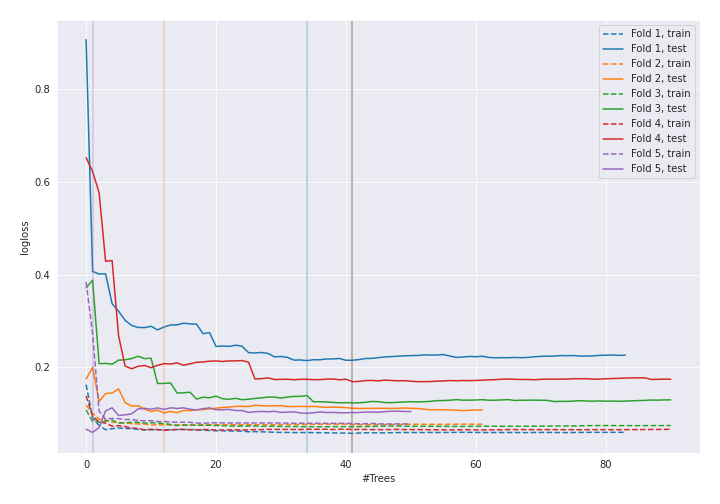 Fold 1, train
Fold 1, test
Fold 2, train
Fold 2, test
Fold 3, train
Fold 3, test
Fold 4, train
Fold 4, test
Fold 5, train
Fold 5, test
logloss
0.8
0.6
0.4
0.2
0
20
40
60
80
#Trees